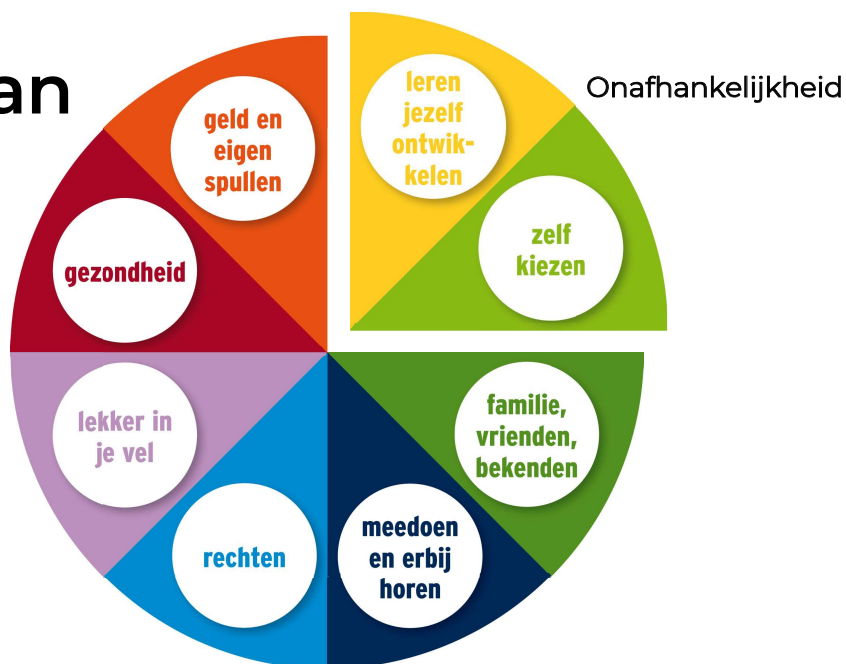 an
Onafhankelijkheid
geld en
eigen
spullen
leren
jezelf
ontwik-
kelen
zelf
kiezen
gezondheid
lekker in
je vel
familie,
vrienden,
bekenden
rechten
meedoen
en erbij
horen